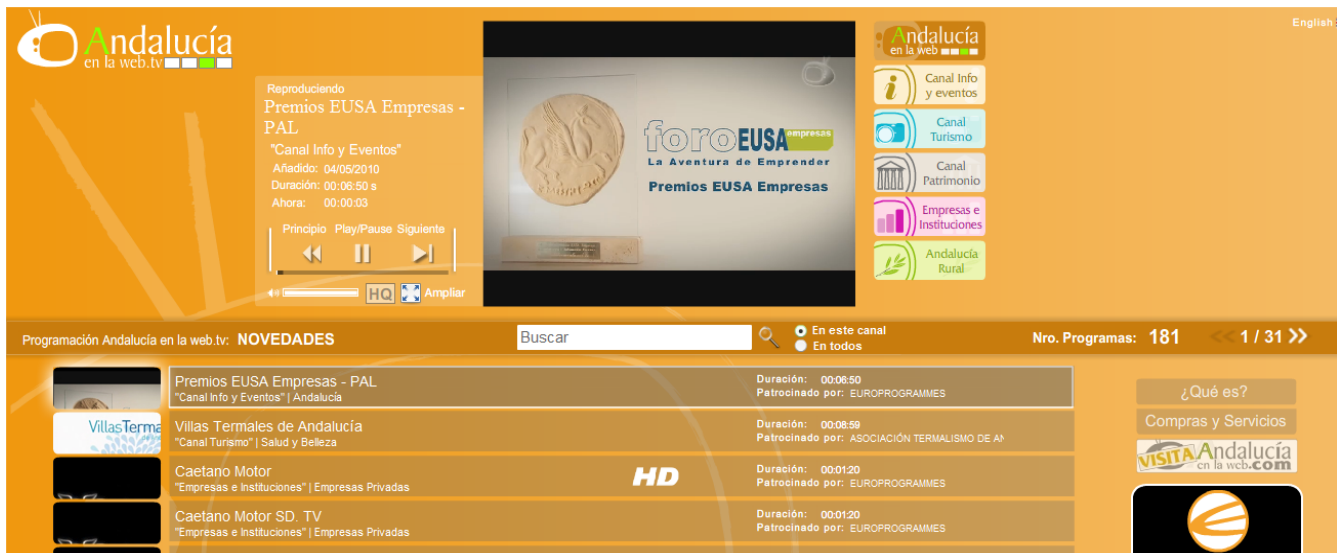 Andalucía
en la web.tv
Reproduciendo
Premios EUSA Empresas -
PAL
"Canal Info y Eventos"
Añadido: 04/05/2010
Duración: 00:06:50 s
Ahora: 00:00:03
Principio Play/Pause Siguiente
HQ Ampliar
foroEUSA empresas
La Aventura de Emprender
Premios EUSA Empresas
Andalucía
en la web
Canal Info
y eventos
Canal
Turismo
Canal
Patrimonio
Empresas e
Instituciones
Andalucía
Rural
English
Programación Andalucía en la web.tv: NOVEDADES
Buscar
En este canal
En todos
Nro. Programas: 181 << 1 / 31 >>
Premios EUSA Empresas - PAL
"Canal Info y Eventos" | Andalucía
Duración: 00:06:50
Patrocinado por: EUROPROGRAMMES
VillasTerma
Villas Termales de Andalucía
"Canal Turismo" | Salud y Belleza
Duración: 00:08:59
Patrocinado por: ASOCIACIÓN TERMALISMO DE AN
Caetano Motor
"Empresas e Instituciones" | Empresas Privadas
HD
Duración: 00:01:20
Patrocinado por: EUROPROGRAMMES
Caetano Motor SD. TV
"Empresas e Instituciones" | Empresas Privadas
Duración: 00:01:20
Patrocinado por: EUROPROGRAMMES
¿Qué es?
Compras y Servicios
VISITA Andalucía
en la web.com